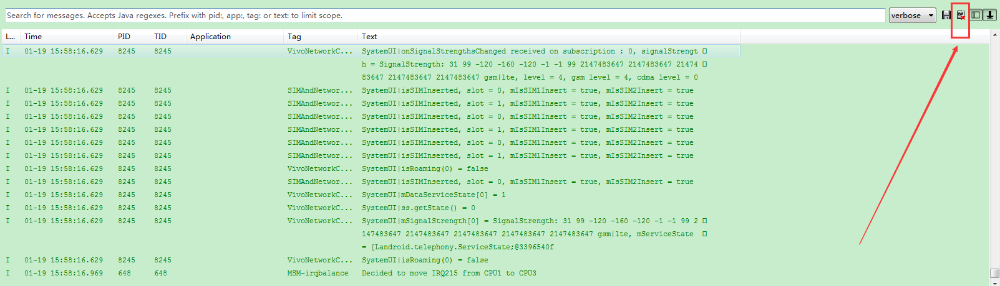 Search for messages. Accepts Java regexes. Prefix with pid:, app:, tag: or text: to limit scope.
verbose
L... Time PID TID Application Tag Text
I 01-19 15:58:16.629 8245 8245 VivoNetworkC... SystemUI|onSignalStrengthsChanged received on subscription : 0, signalStrengt
h = SignalStrength: 31 99 -120 -160 -120 -1 -1 99 2147483647 2147483647 21474
83647 2147483647 2147483647 gsm|lte, level = 4, gsm level = 4, cdma level = 0
I 01-19 15:58:16.629 8245 8245 SIMAndNetwor... SystemUI|isSIMInserted, slot = 0, mIsSIM1Insert = true, mIsSIM2Insert = true
I 01-19 15:58:16.629 8245 8245 SIMAndNetwor... SystemUI|isSIMInserted, slot = 1, mIsSIM1Insert = true, mIsSIM2Insert = true
I 01-19 15:58:16.629 8245 8245 SIMAndNetwor... SystemUI|isSIMInserted, slot = 0, mIsSIM1Insert = true, mIsSIM2Insert = true
I 01-19 15:58:16.629 8245 8245 SIMAndNetwor... SystemUI|isSIMInserted, slot = 1, mIsSIM1Insert = true, mIsSIM2Insert = true
I 01-19 15:58:16.629 8245 8245 SIMAndNetwor... SystemUI|isSIMInserted, slot = 0, mIsSIM1Insert = true, mIsSIM2Insert = true
I 01-19 15:58:16.629 8245 8245 SIMAndNetwor... SystemUI|isSIMInserted, slot = 1, mIsSIM1Insert = true, mIsSIM2Insert = true
I 01-19 15:58:16.629 8245 8245 VivoNetworkC... SystemUI|isRoaming(0) = false
I 01-19 15:58:16.629 8245 8245 SIMAndNetwor... SystemUI|isSIMInserted, slot = 0, mIsSIM1Insert = true, mIsSIM2Insert = true
I 01-19 15:58:16.629 8245 8245 VivoNetworkC... SystemUI|mDataServiceState[0] = 1
I 01-19 15:58:16.629 8245 8245 VivoNetworkC... SystemUI|ss.getState() = 0
I 01-19 15:58:16.629 8245 8245 VivoNetworkC... SystemUI|mSignalStrength[0] = SignalStrength: 31 99 -120 -160 -120 -1 -1 99 2
147483647 2147483647 2147483647 2147483647 2147483647 gsm|lte, mServiceState
= [Landroid.telephony.ServiceState;@3396540f
I 01-19 15:58:16.629 8245 8245 VivoNetworkC... SystemUI|isRoaming(0) = false
I 01-19 15:58:16.969 648 648 MSM-irqbalance Decided to move IRQ215 from CPU1 to CPU3